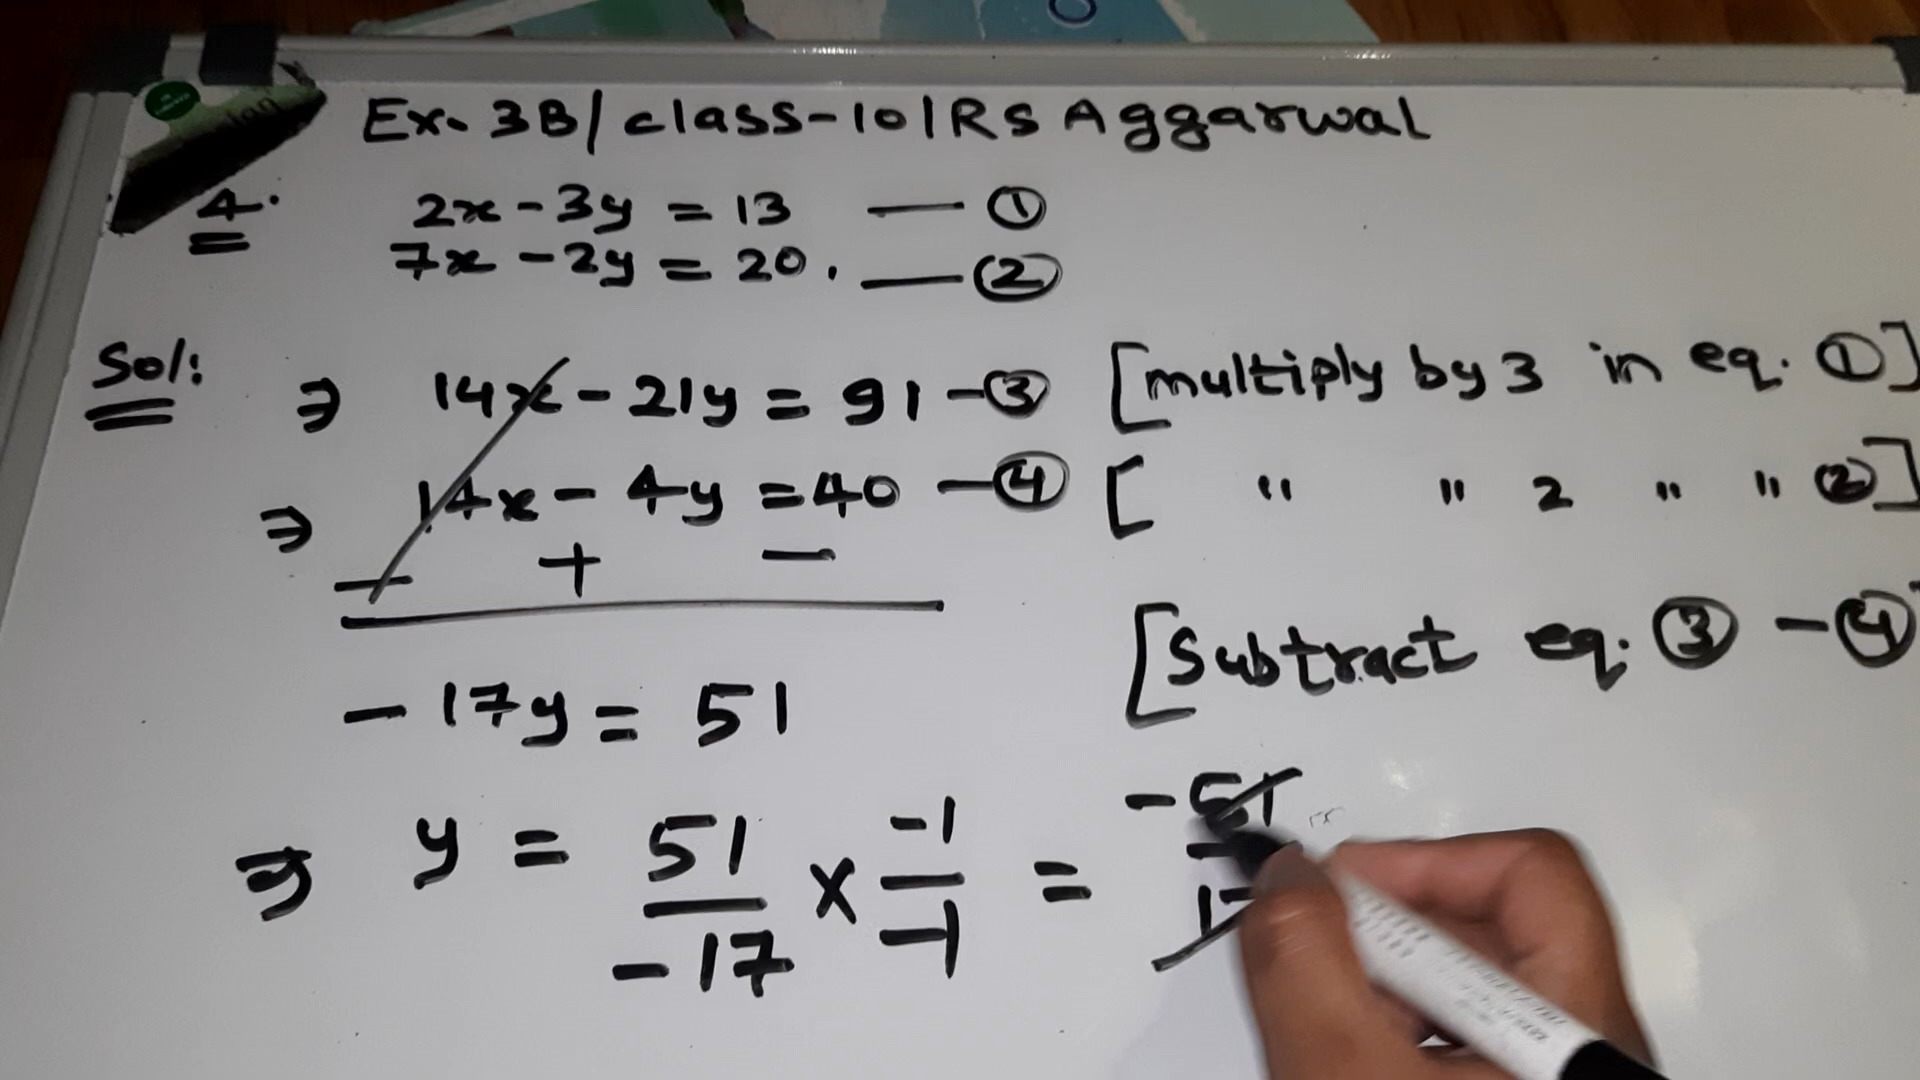 Ex. 3B/class-10/RS Aggarwal
4. 2x - 3y = 13 — ①
7x - 2y = 20. — ②
Sol: ⇒ 14x - 21y = 91 - ③ [multiply by 3 in eq. ①]
⇒ 14x - 4y = 40 - ④ [ " " 2 " " ②]
- + -
[Subtract eq. ③ - ④
- 17y = 51
⇒ y = 51/-17 × -1/-1 = -51/